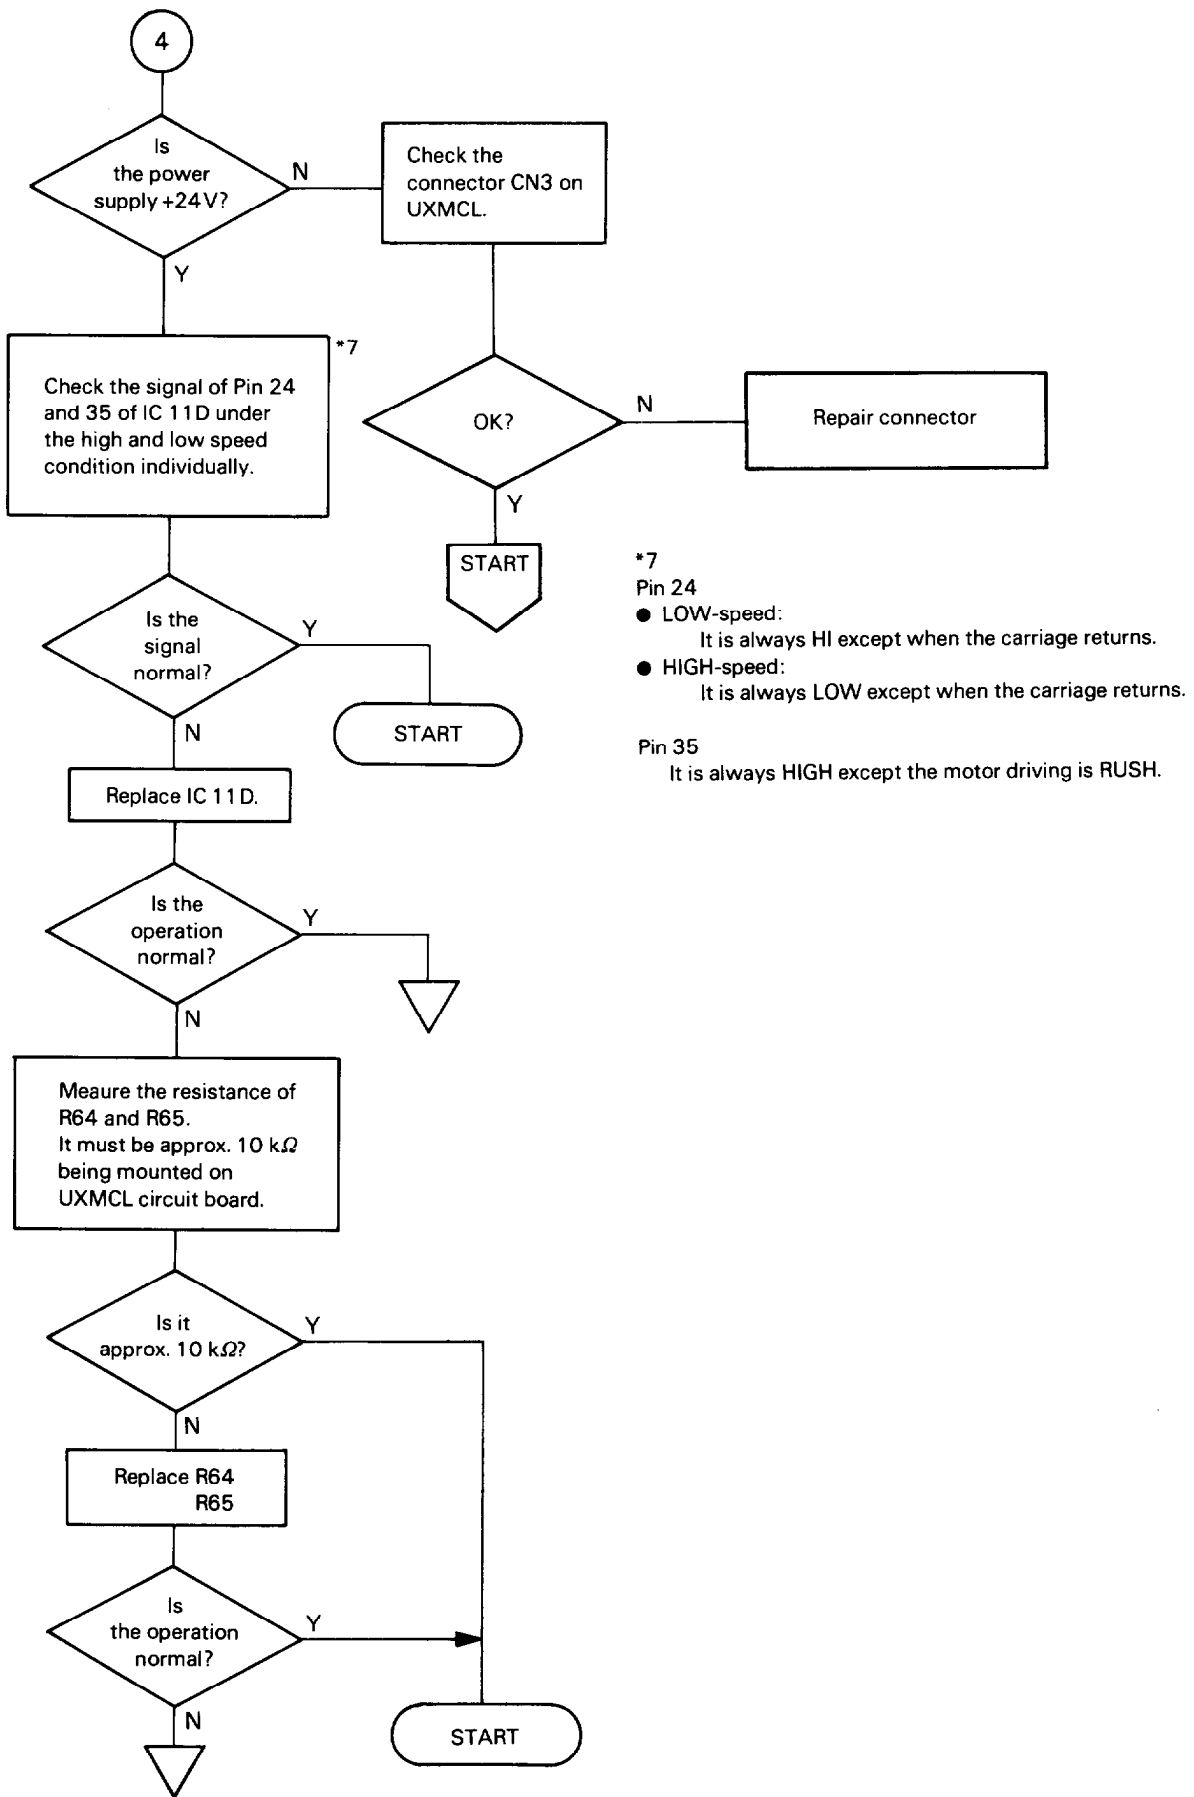 4
Is
the power
supply +24V?
N
Y
Check the
connector CN3 on
UXMCL.
*7
Check the signal of Pin 24
and 35 of IC 11D under
the high and low speed
condition individually.
OK?
N
Repair connector
Y
START
*7
Pin 24
● LOW-speed:
It is always HI except when the carriage returns.
● HIGH-speed:
It is always LOW except when the carriage returns.
Pin 35
It is always HIGH except the motor driving is RUSH.
Is the
signal
normal?
Y
START
N
Replace IC 11D.
Is the
operation
normal?
Y
N
Meaure the resistance of
R64 and R65.
It must be approx. 10 kΩ
being mounted on
UXMCL circuit board.
Is it
approx. 10 kΩ?
Y
N
Replace R64
R65
Is
the operation
normal?
Y
N
START